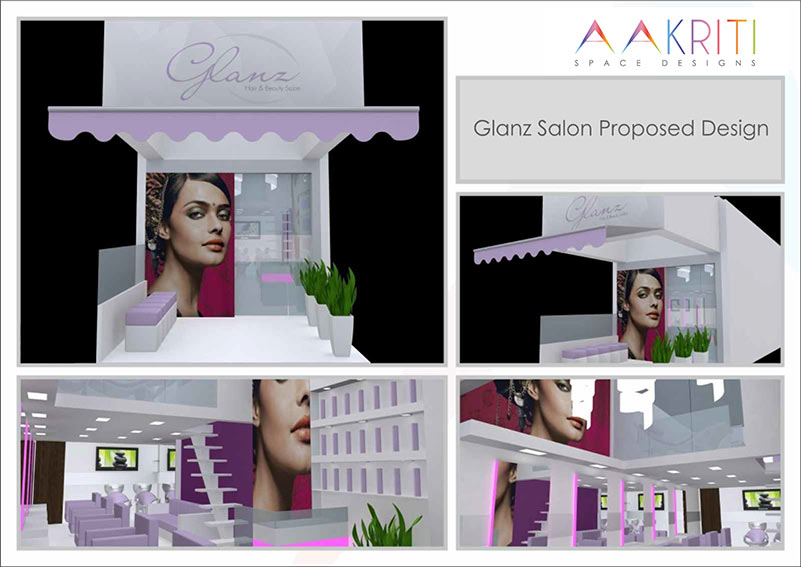 Glanz
Hair & Beauty Salon
AAKRITI
SPACE DESIGNS
Glanz Salon Proposed Design
Glanz